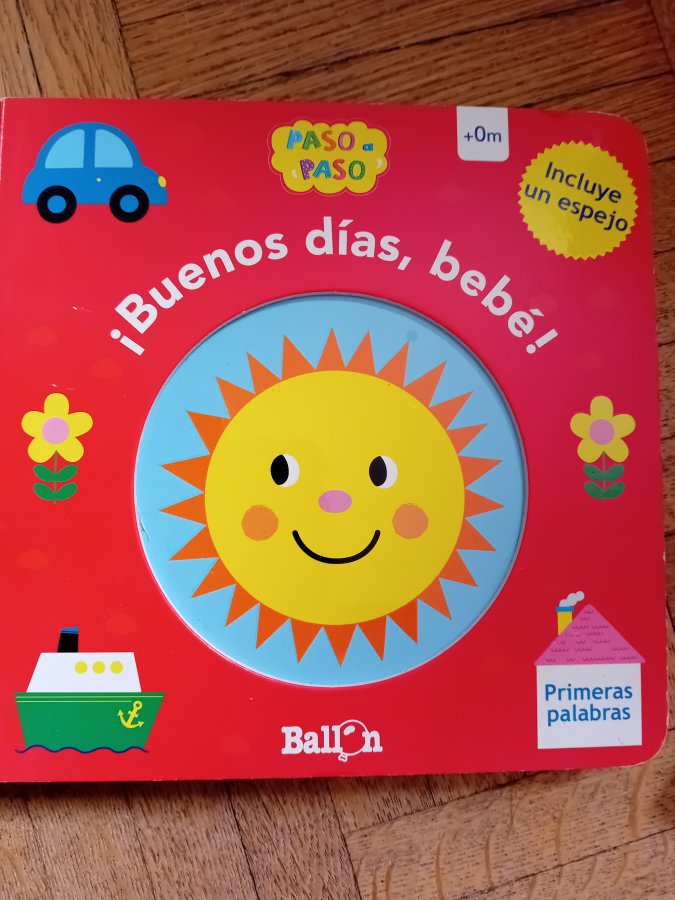 PASO a
PASO
+0m
Incluye
un espejo
¡Buenos días, bebé!
Primeras
palabras
Ballon